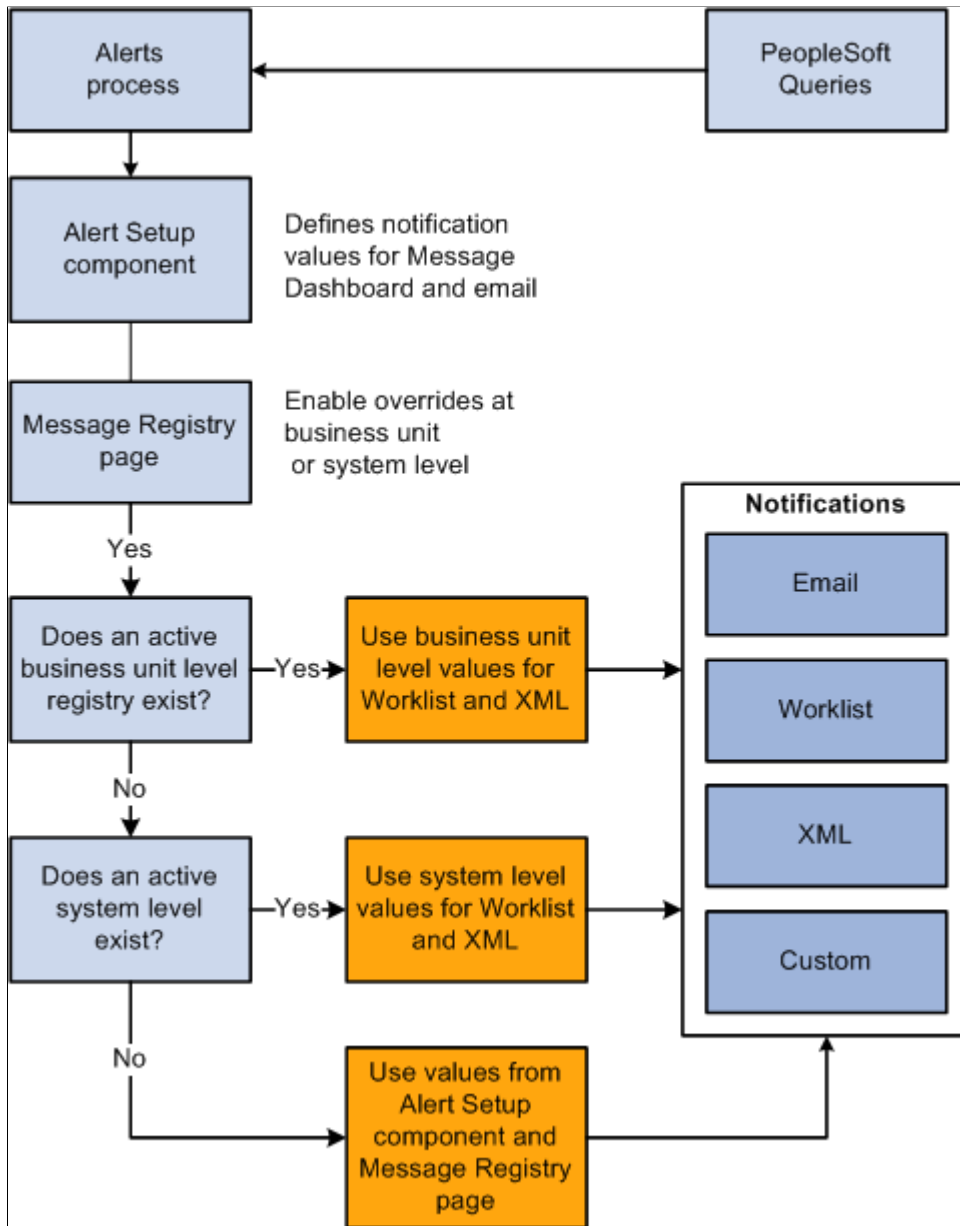 Alerts
process
PeopleSoft
Queries
Alert Setup
component
Defines notification
values for Message
Dashboard and email
Message Registry
page
Enable overrides at
business unit
or system level
Yes
Notifications
Email
Worklist
XML
Custom
Does an active
business unit level
registry exist?
Yes
Use business unit
level values for
Worklist and XML
No
Does an active
system level
exist?
Yes
Use system level
values for Worklist
and XML
No
Use values from
Alert Setup
component and
Message Registry
page